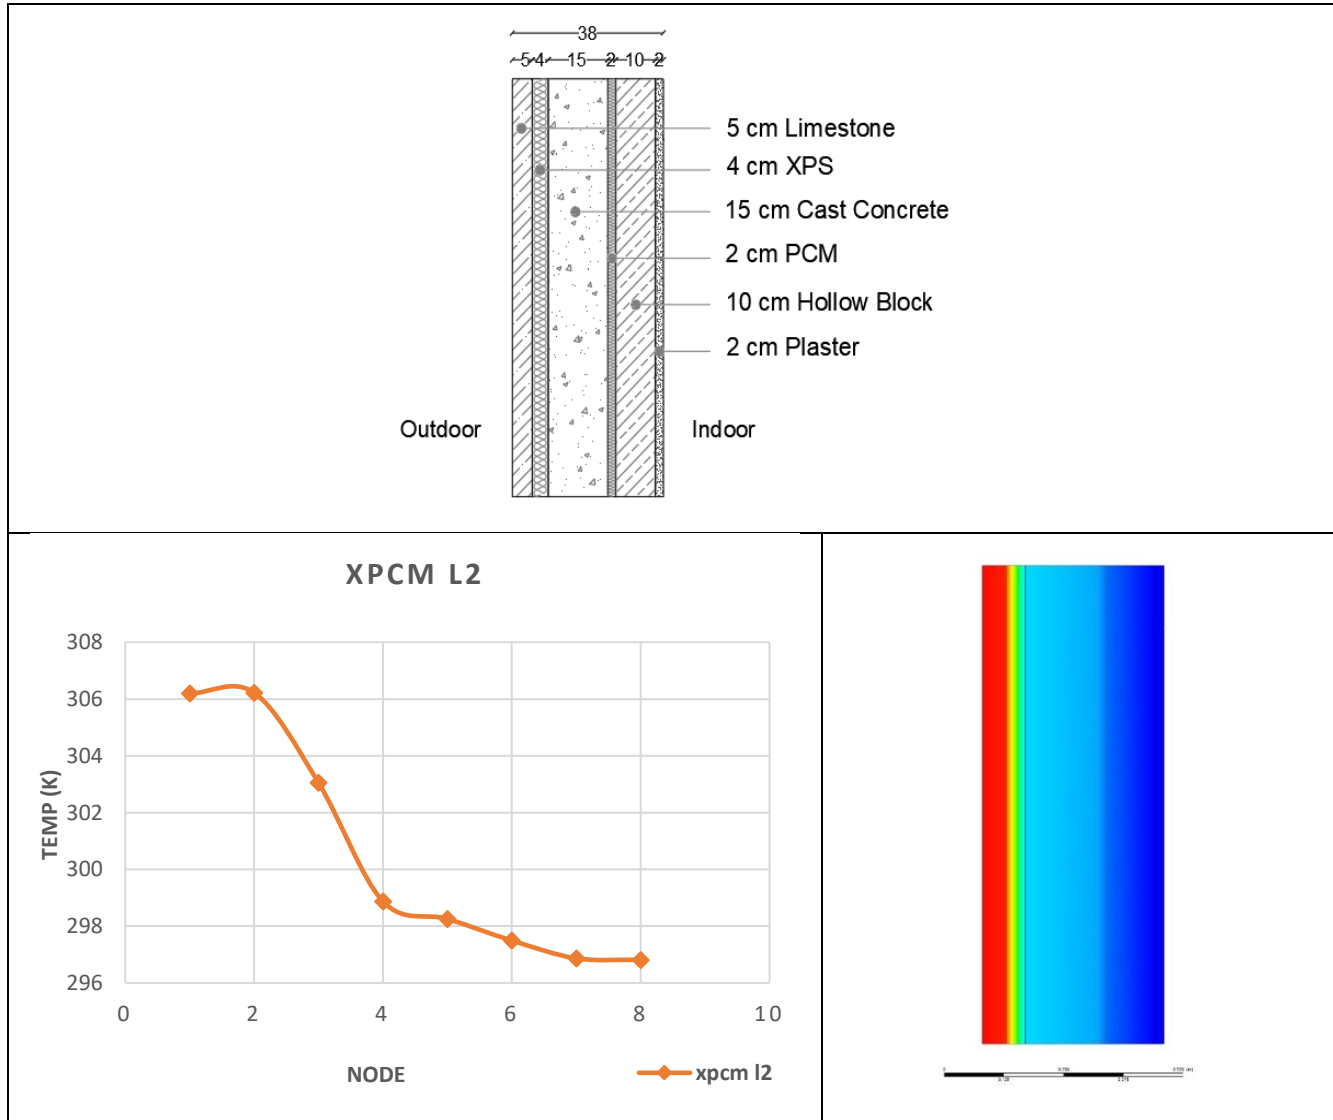 38
5 4 15 2 10 2
5 cm Limestone
4 cm XPS
15 cm Cast Concrete
2 cm PCM
10 cm Hollow Block
2 cm Plaster
Outdoor
Indoor
XPCM L2
308
306
304
302
300
298
296
TEMP (K)
0 2 4 6 8 10
NODE
xpcm l2